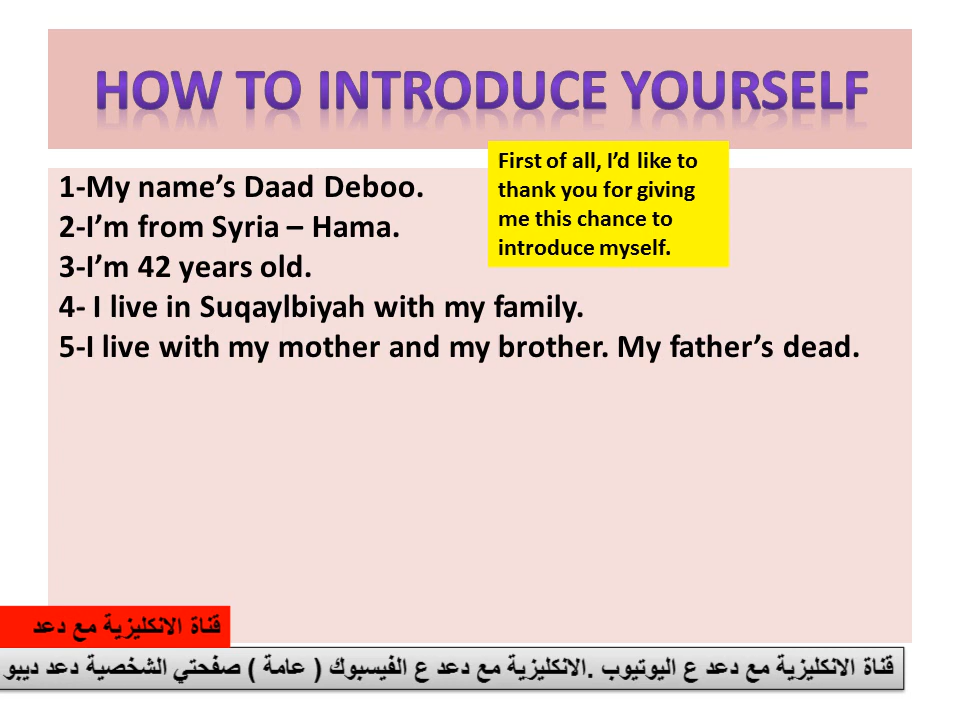 HOW TO INTRODUCE YOURSELF
First of all, I’d like to
thank you for giving
me this chance to
introduce myself.
1-My name’s Daad Deboo.
2-I’m from Syria – Hama.
3-I’m 42 years old.
4- I live in Suqaylbiyah with my family.
5-I live with my mother and my brother. My father’s dead.
قناة الانكليزية مع دعد
قناة الانكليزية مع دعد ع اليوتيوب .الانكليزية مع دعد ع الفيسبوك ( عامة ) صفحتي الشخصية دعد ديبو